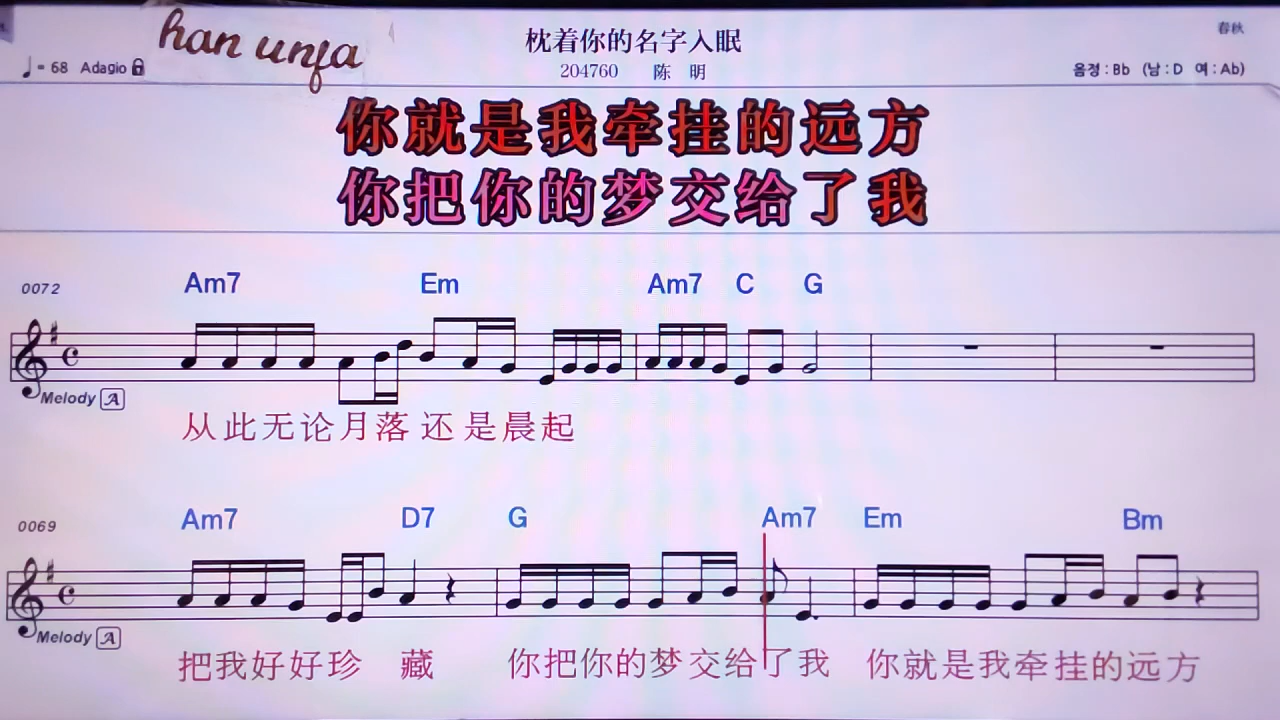 han unfa
枕着你的名字入眠
春秋
♩= 68 Adagio
204760 陈 明
음정 : Bb (남 : D 여 : Ab)
你就是我牵挂的远方
你把你的梦交给了我
0072 Am7 Em Am7 C G
Melody A
从此无论月落还是晨起
0069 Am7 D7 G Am7 Em Bm
Melody A
把我好好珍 藏 你把你的梦交给了我 你就是我牵挂的远方